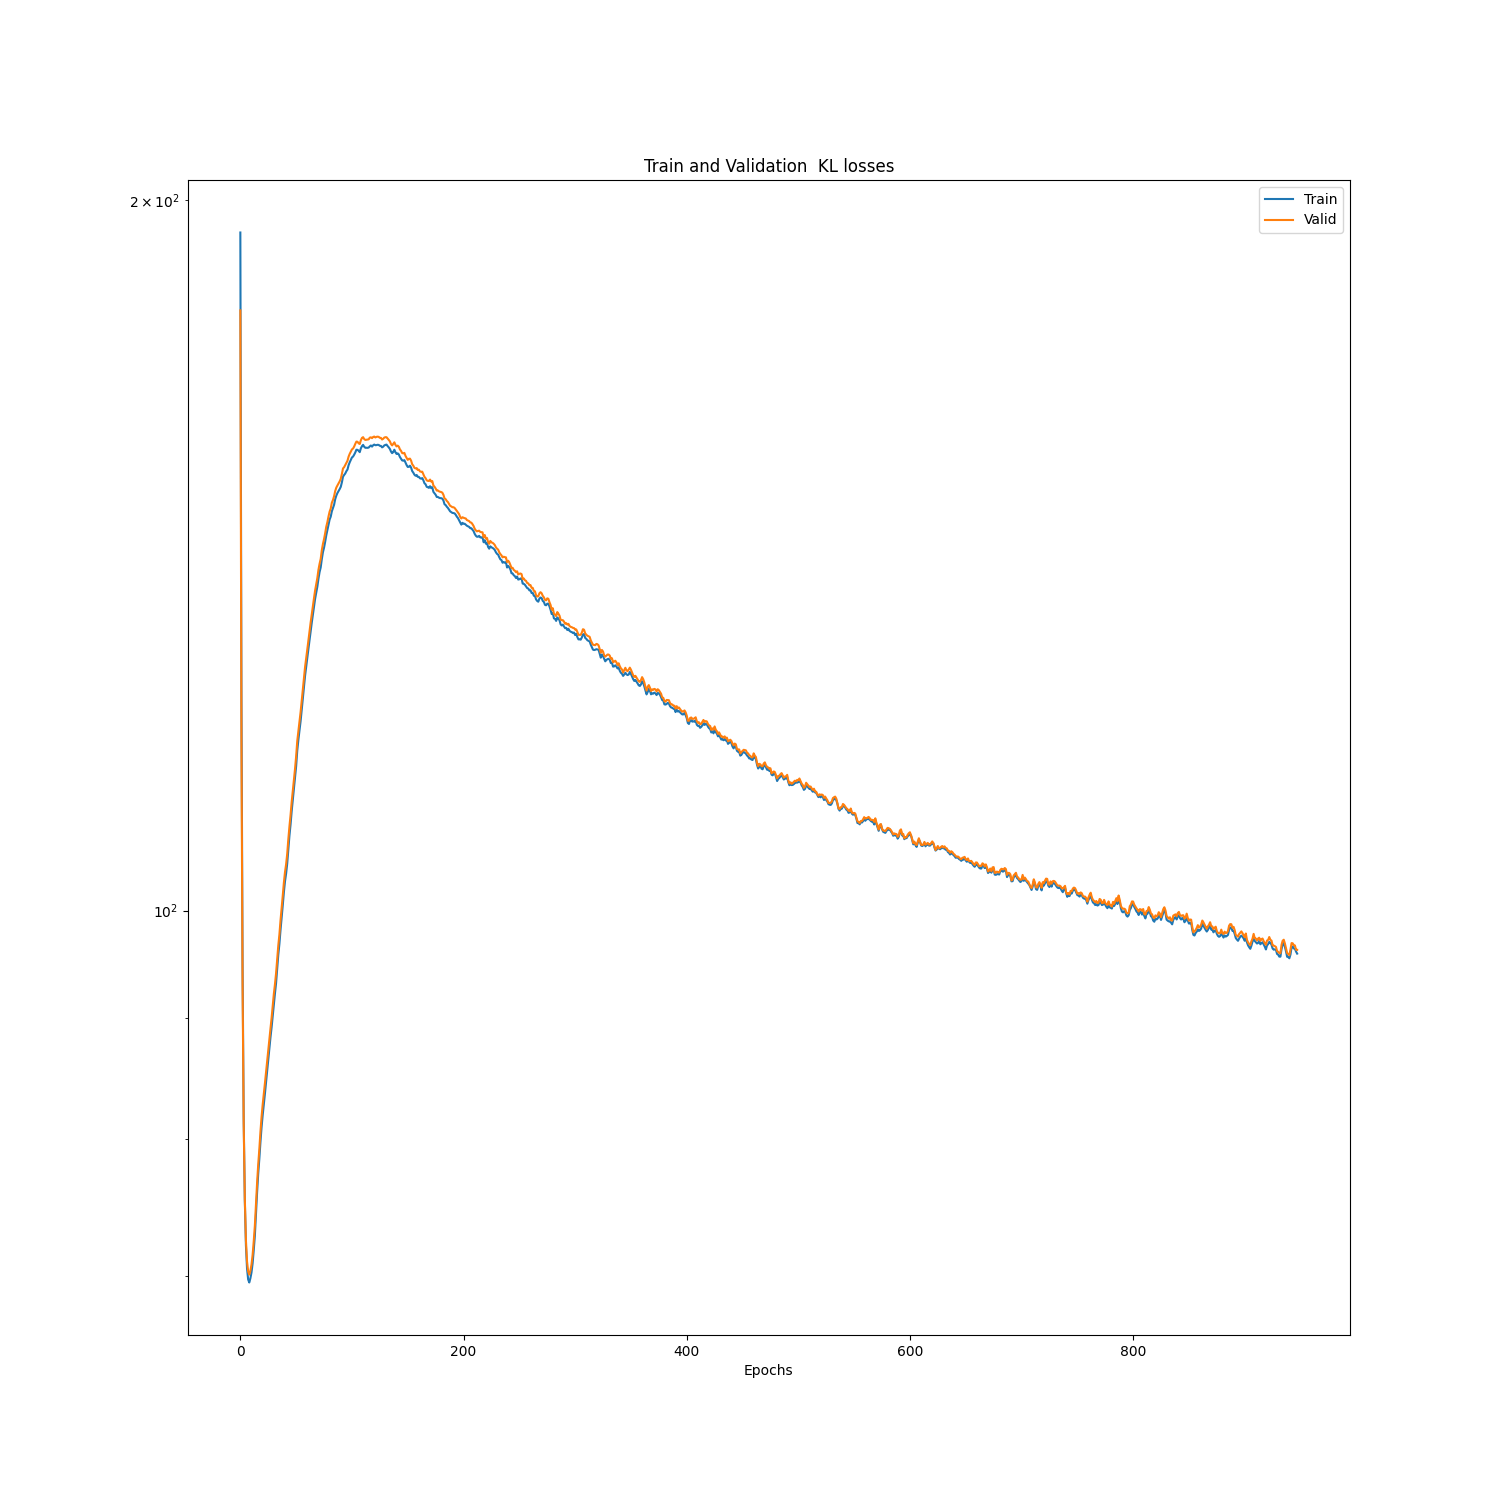 Train and Validation  KL losses
2 × 10²
Train
Valid
10²
0 200 400 600 800
Epochs